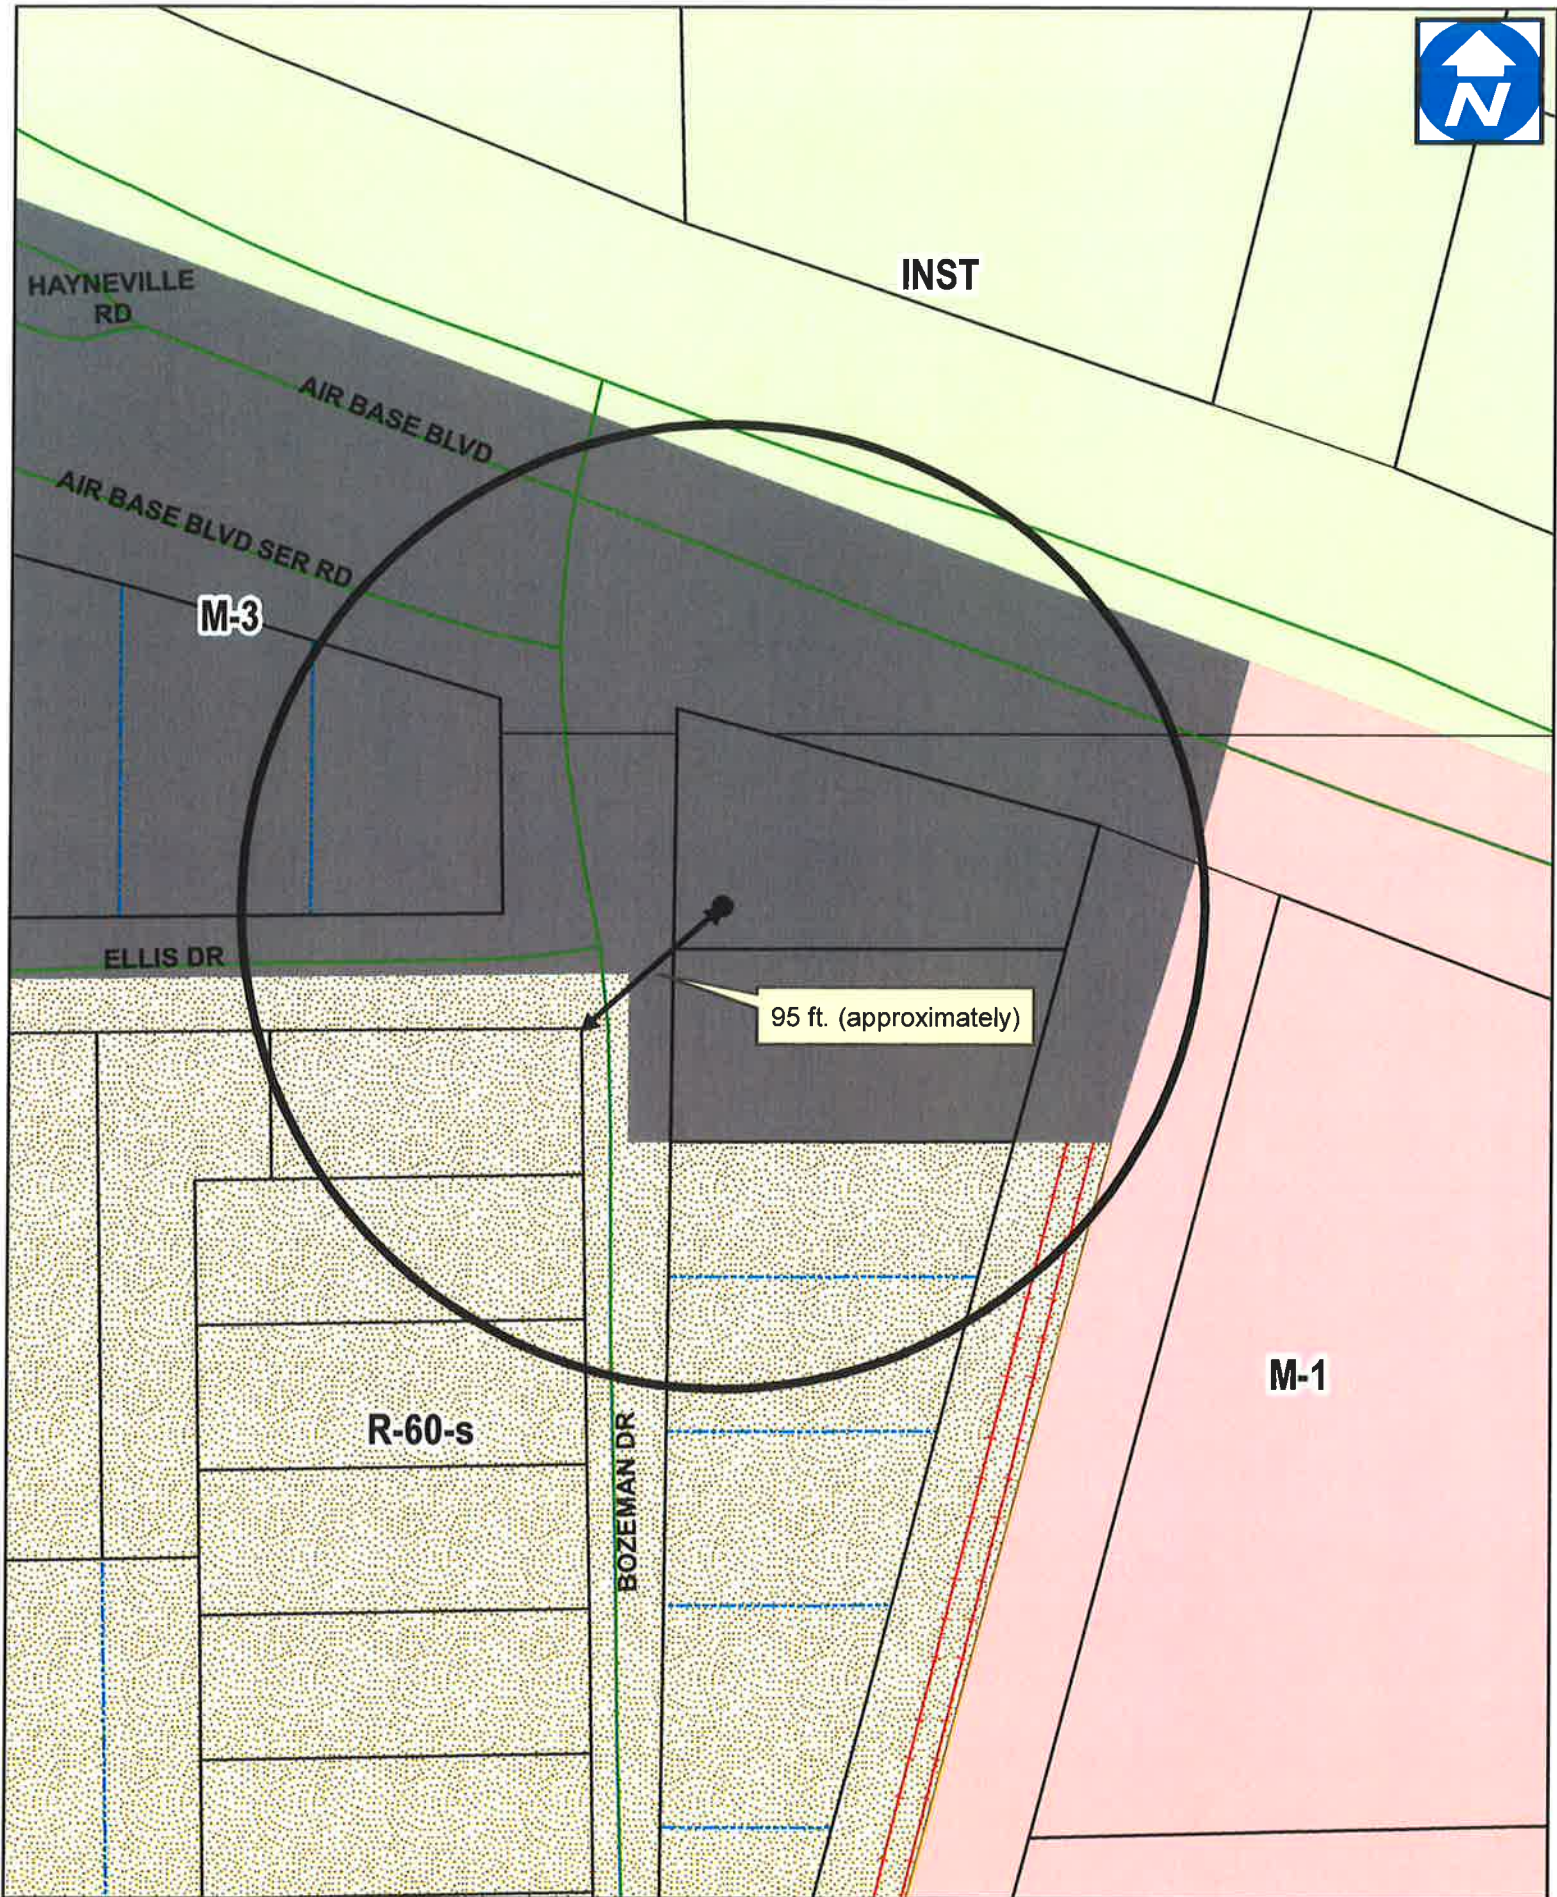 N
INST
HAYNEVILLE
RD
AIR BASE BLVD
AIR BASE BLVD SER RD
M-3
ELLIS DR
95 ft. (approximately)
M-1
R-60-s
BOZEMAN DR